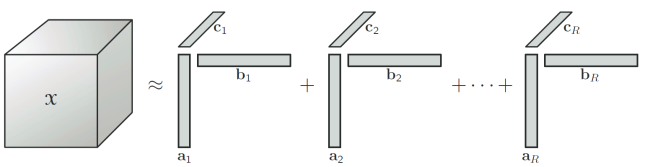 c₁ c₂ c_R
𝒳 ≈ b₁ + b₂ + ⋯ + b_R
a₁ a₂ a_R